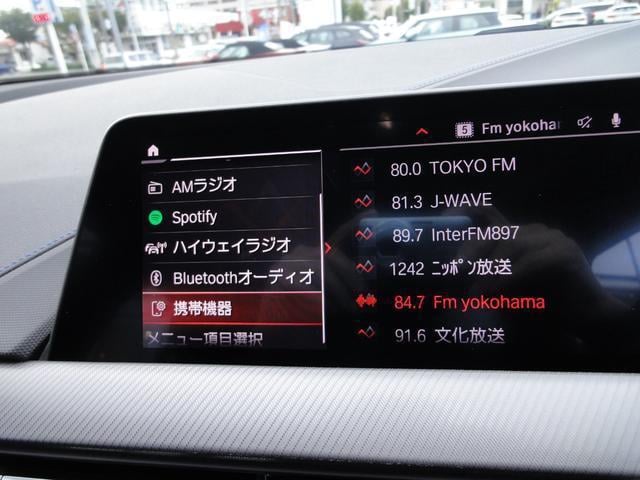 5 Fm yokohar
AMラジオ
Spotify
ハイウェイラジオ
Bluetoothオーディオ
携帯機器
メニュー項目選択
80.0 TOKYO FM
81.3 J-WAVE
89.7 InterFM897
1242 ﾆｯﾎﾟﾝ放送
84.7 Fm yokohama
91.6 文化放送